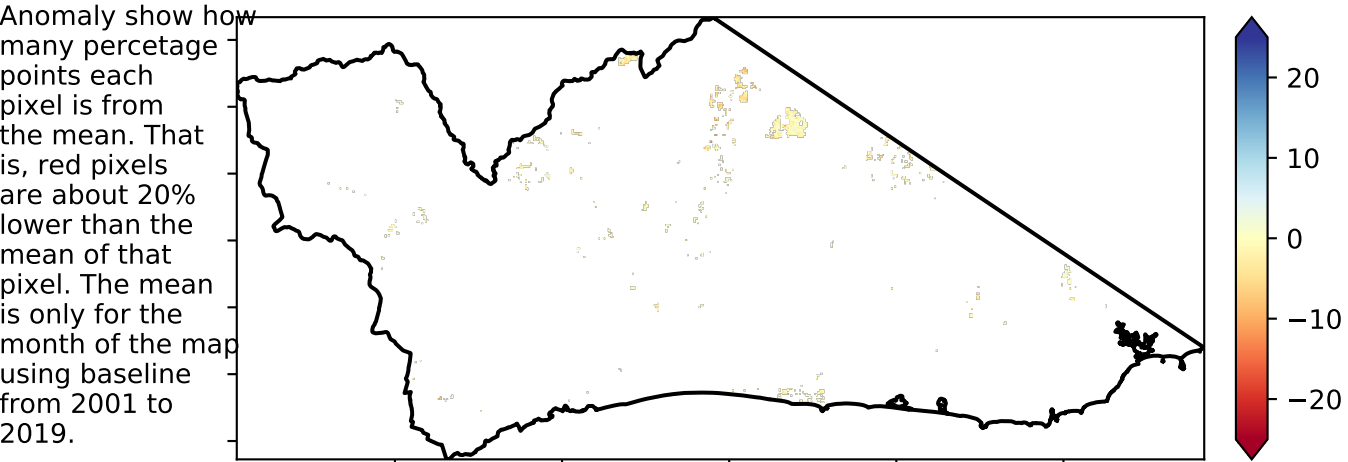 Anomaly show how
many percetage
points each
pixel is from
the mean. That
is, red pixels
are about 20%
lower than the
mean of that
pixel. The mean
is only for the
month of the map
using baseline
from 2001 to
2019.
20
10
0
−10
−20